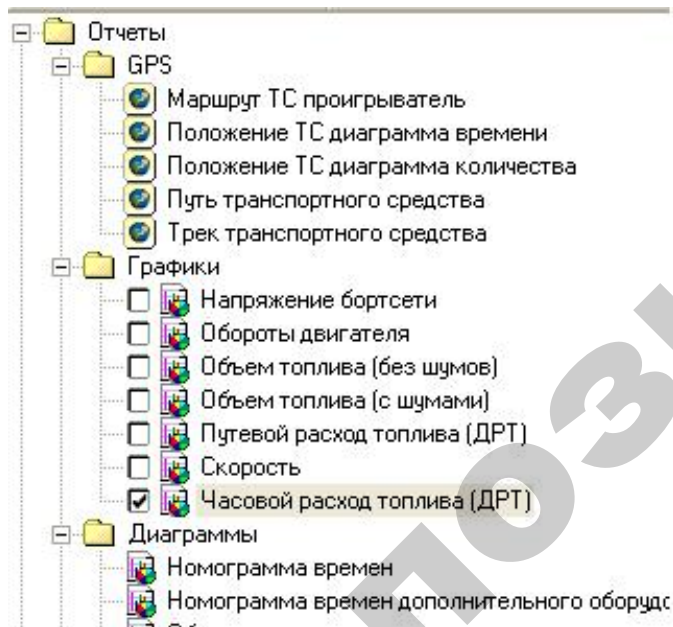 Отчеты
GPS
Маршрут ТС проигрыватель
Положение ТС диаграмма времени
Положение ТС диаграмма количества
Путь транспортного средства
Трек транспортного средства
Графики
Напряжение бортсети
Обороты двигателя
Объем топлива (без шумов)
Объем топлива (с шумами)
Путевой расход топлива (ДРТ)
Скорость
Часовой расход топлива (ДРТ)
Диаграммы
Номограмма времен
Номограмма времен дополнительного оборудо